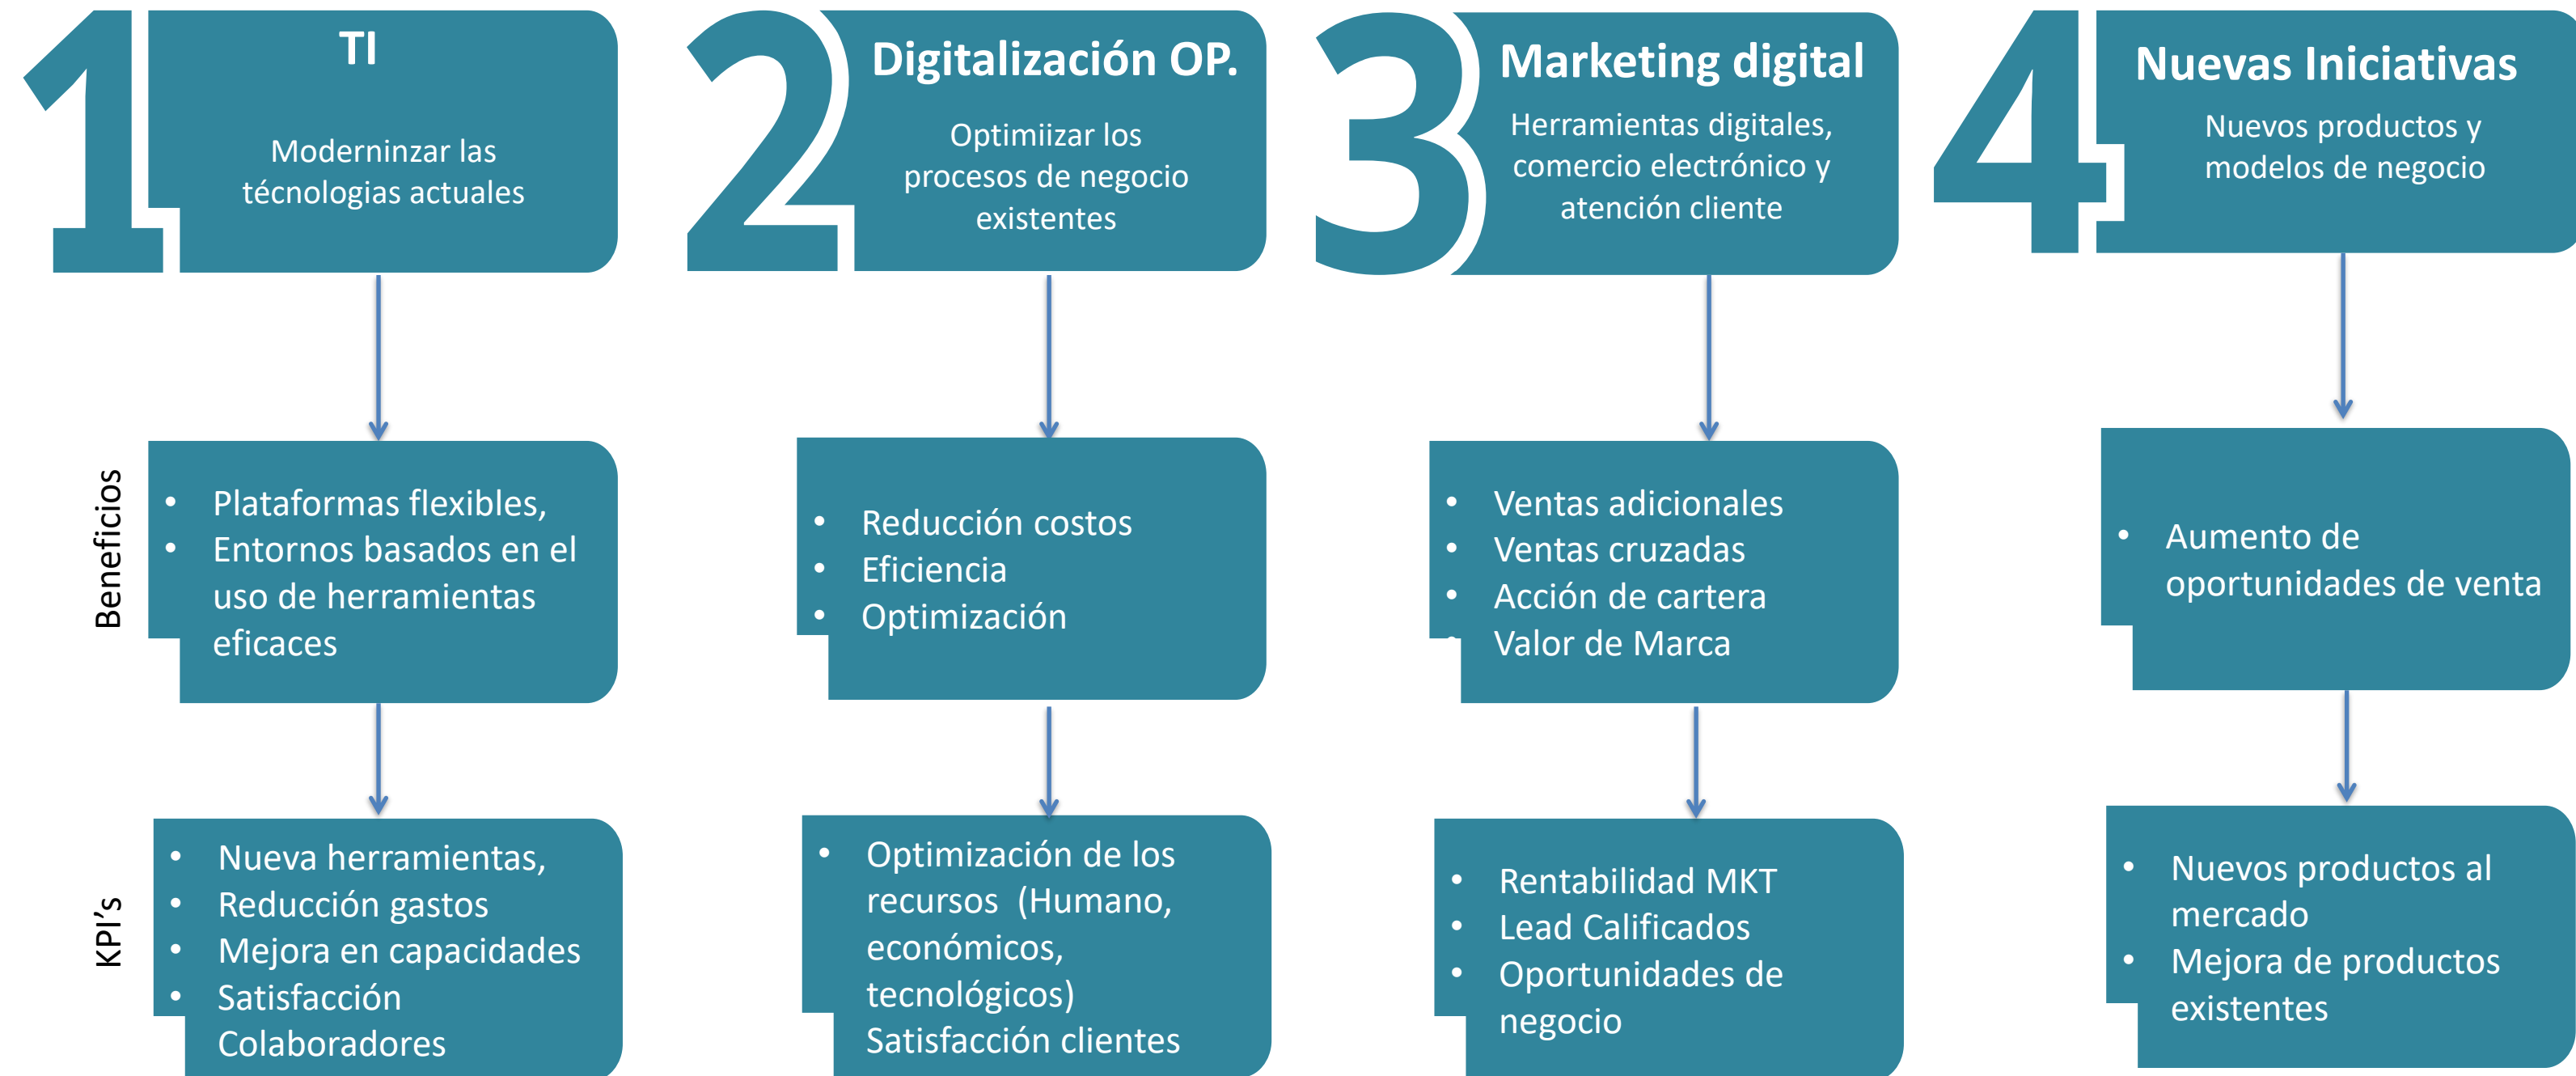 1
TI
Moderninzar las
técnologias actuales
2
Digitalización OP.
Optimiizar los
procesos de negocio
existentes
3
Marketing digital
Herramientas digitales,
comercio electrónico y
atención cliente
4
Nuevas Iniciativas
Nuevos productos y
modelos de negocio
Beneficios
• Plataformas flexibles,
• Entornos basados en el
uso de herramientas
eficaces
• Reducción costos
• Eficiencia
• Optimización
• Ventas adicionales
• Ventas cruzadas
• Acción de cartera
• Valor de Marca
• Aumento de
oportunidades de venta
KPI's
• Nueva herramientas,
• Reducción gastos
• Mejora en capacidades
• Satisfacción
Colaboradores
• Optimización de los
recursos (Humano,
económicos,
tecnológicos)
Satisfacción clientes
• Rentabilidad MKT
• Lead Calificados
• Oportunidades de
negocio
• Nuevos productos al
mercado
• Mejora de productos
existentes